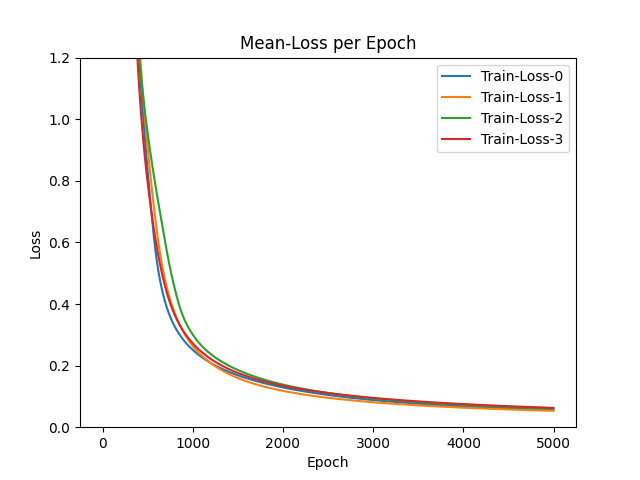 Mean-Loss per Epoch
Train-Loss-0
Train-Loss-1
Train-Loss-2
Train-Loss-3
Loss
1.2
1.0
0.8
0.6
0.4
0.2
0.0
0 1000 2000 3000 4000 5000
Epoch